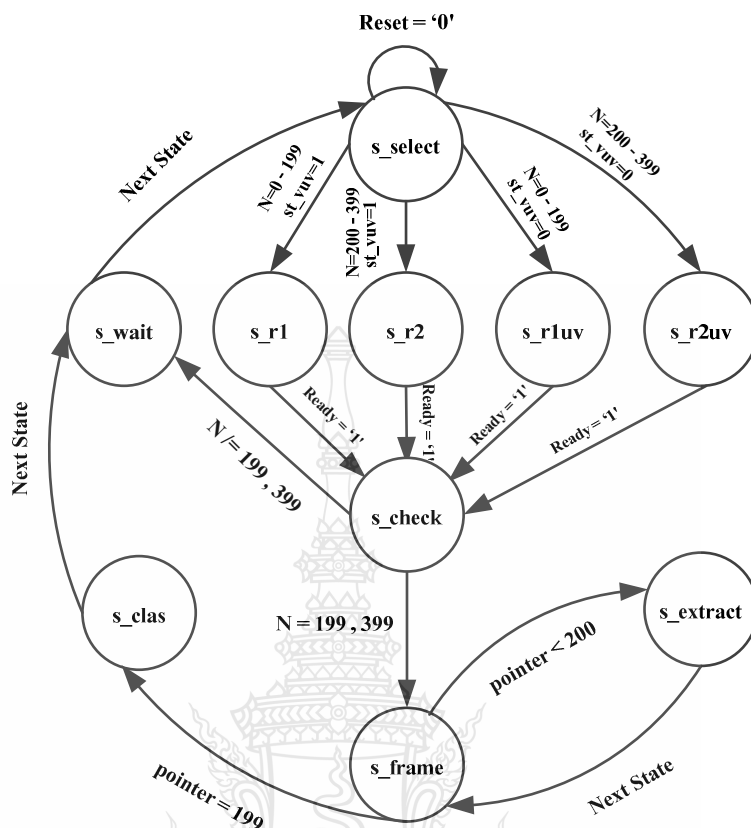 Reset = ‘0'
s_select
Next State
N=0 - 199
st_vuv=1
N=200 - 399
st_vuv=1
N=0 - 199
st_vuv=0
N=200 - 399
st_vuv=0
s_wait
s_r1
s_r2
s_r1uv
s_r2uv
Ready = ‘1'
Ready = ‘1'
Ready = ‘1'
Ready = ‘1'
N /= 199 , 399
s_check
Next State
s_clas
N = 199 , 399
s_extract
pointer < 200
s_frame
pointer = 199
Next State